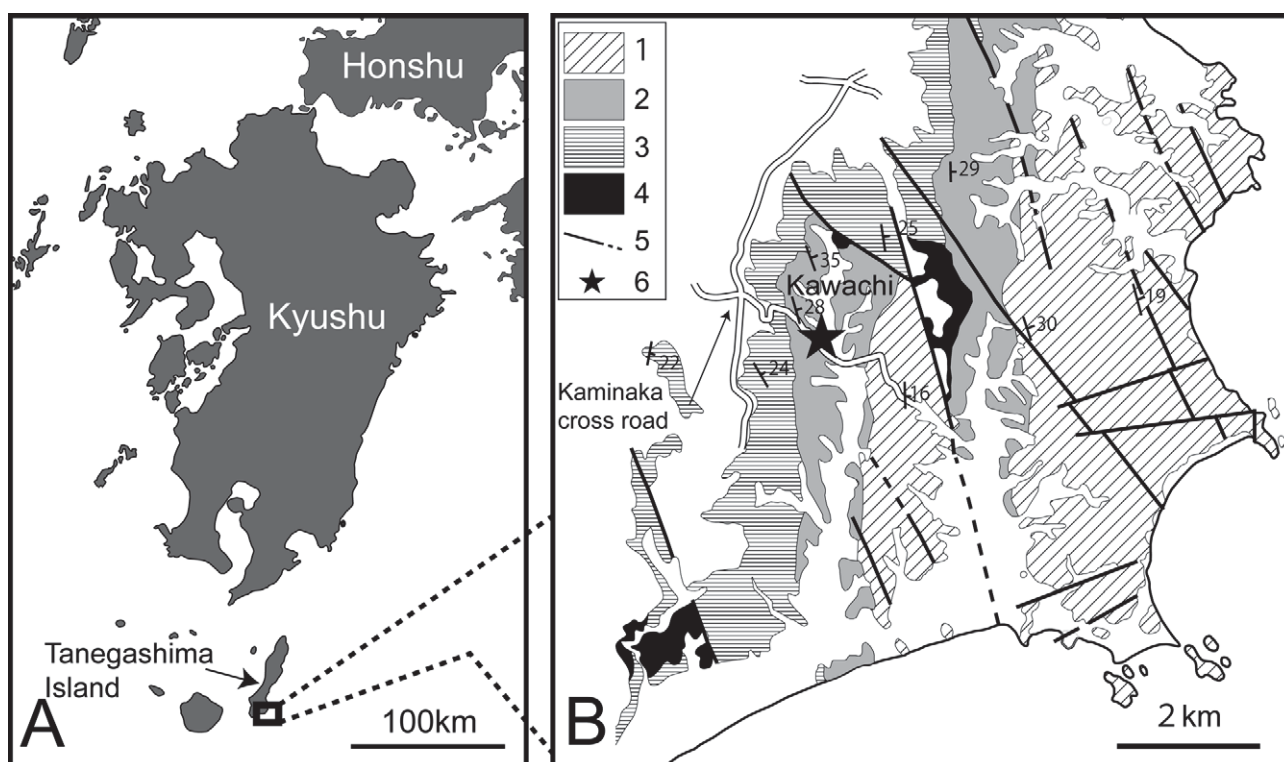 Honshu
Kyushu
Tanegashima
Island
A
100km
1
2
3
4
5
6
29
25
35
Kawachi
28
19
30
22
24
16
Kaminaka
cross road
B
2 km